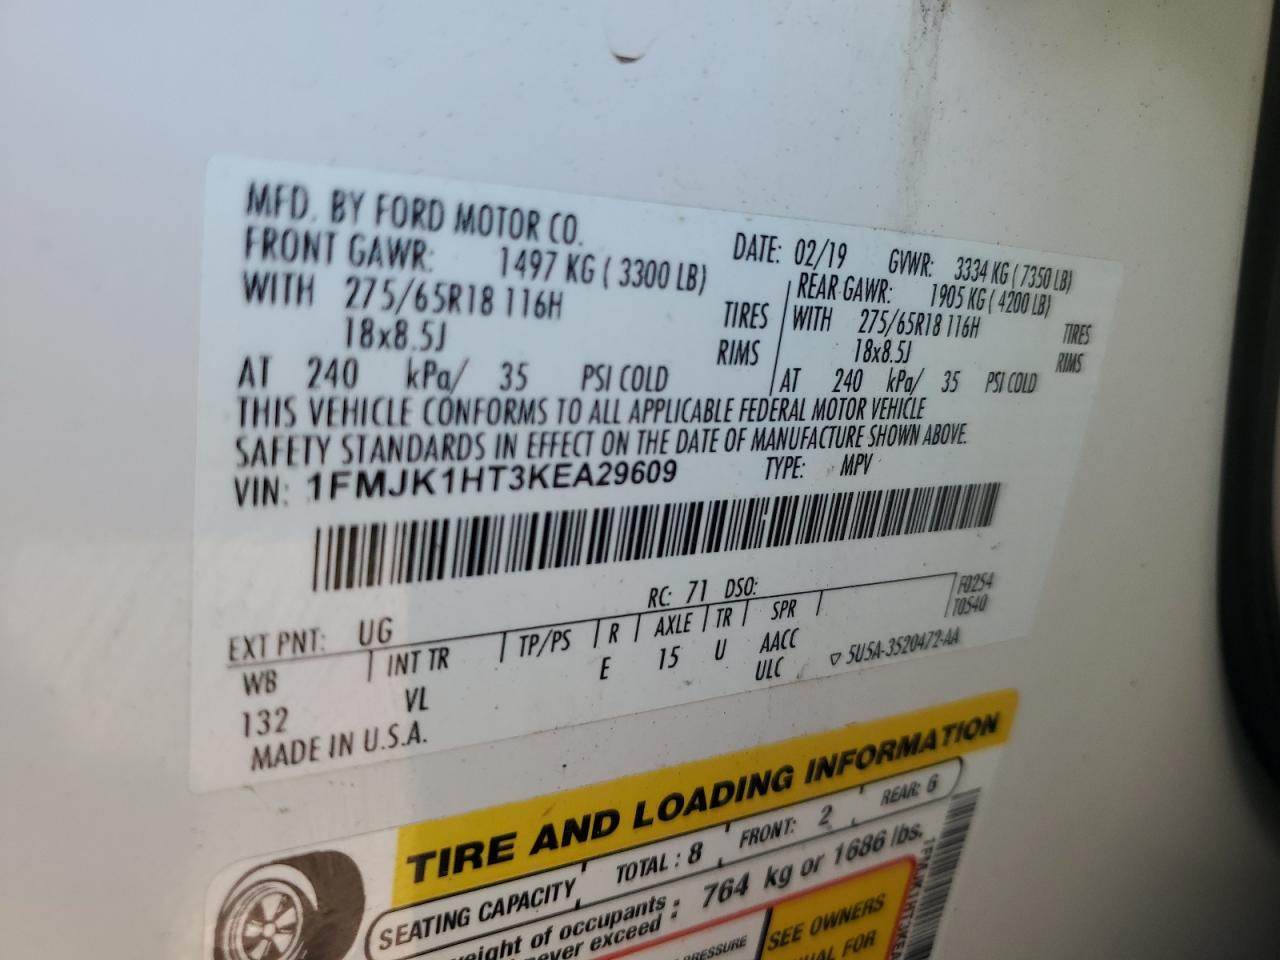 MFD. BY FORD MOTOR CO.
DATE: 02/19 GVWR: 3334 KG ( 7350 LB)
FRONT GAWR: 1497 KG ( 3300 LB) REAR GAWR: 1905 KG ( 4200 LB)
WITH 275/65R18 116H TIRES WITH 275/65R18 116H TIRES
18x8.5J RIMS 18x8.5J RIMS
AT 240 kPa/ 35 PSI COLD AT 240 kPa/ 35 PSI COLD
THIS VEHICLE CONFORMS TO ALL APPLICABLE FEDERAL MOTOR VEHICLE
SAFETY STANDARDS IN EFFECT ON THE DATE OF MANUFACTURE SHOWN ABOVE.
VIN: 1FMJK1HT3KEA29609 TYPE: MPV
EXT PNT: UG RC: 71 DSO: F0254
T0540
WB INT TR TP/PS R AXLE TR SPR
132 VL E 15 U AACC
ULC
▽ 5U5A-3520472-AA
MADE IN U.S.A.
TIRE AND LOADING INFORMATION
SEATING CAPACITY TOTAL : 8 FRONT: 2 REAR: 6
of occupants : 764 kg or 1686 lbs.
never exceed :
PRESSURE SEE OWNERS
FOR